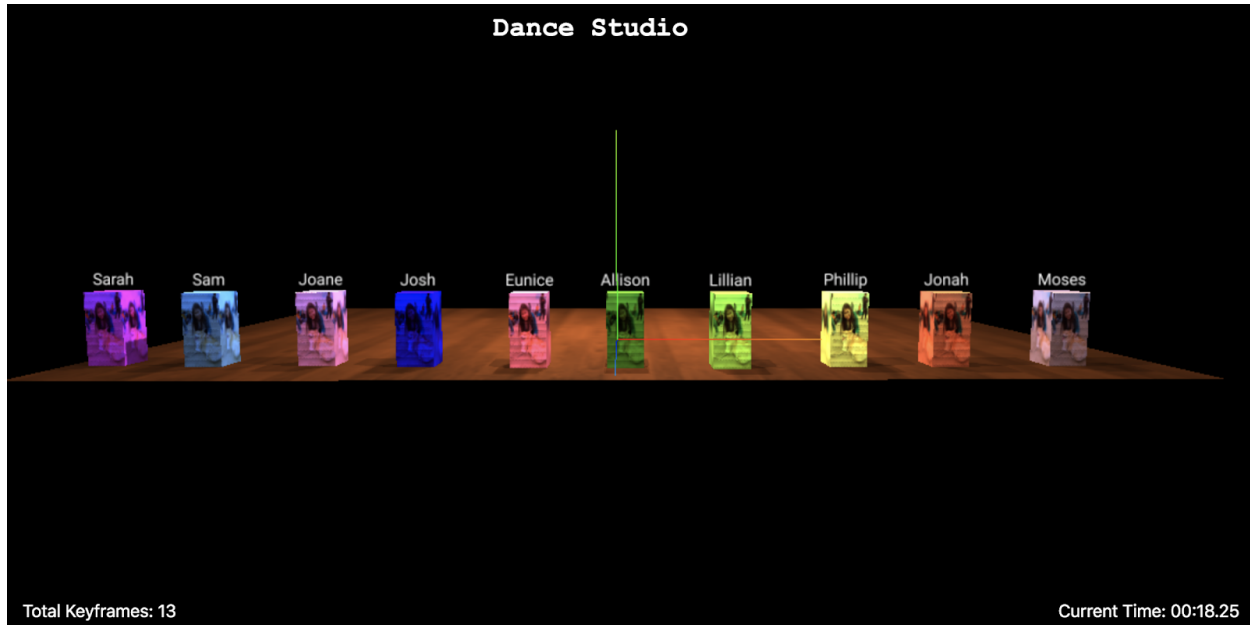 Dance Studio
Sarah Sam Joane Josh Eunice Allison Lillian Phillip Jonah Moses
Total Keyframes: 13
Current Time: 00:18.25